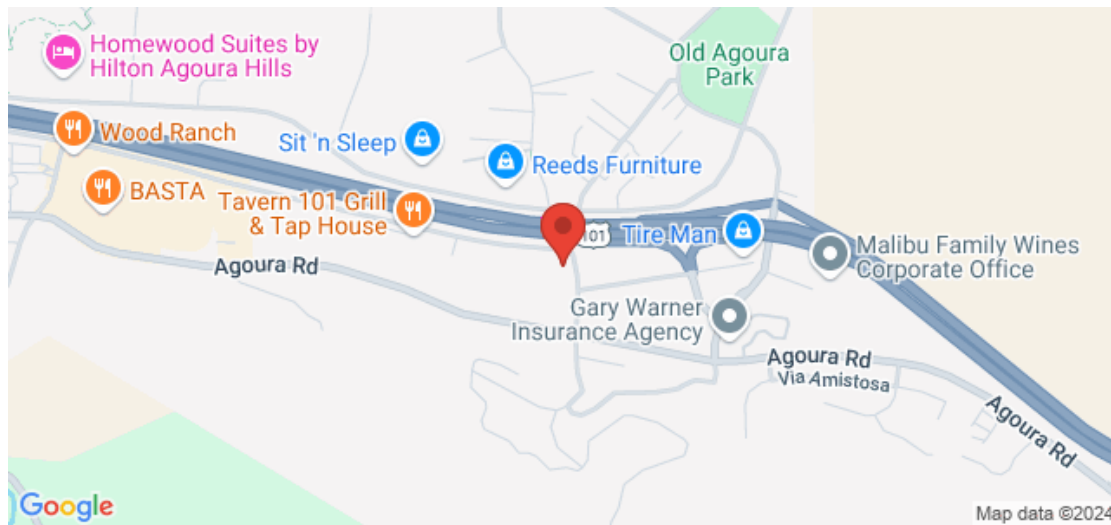 Homewood Suites by
Hilton Agoura Hills
Old Agoura
Park
Wood Ranch
Sit 'n Sleep
Reeds Furniture
BASTA
Tavern 101 Grill
& Tap House
101
Tire Man
Malibu Family Wines
Corporate Office
Agoura Rd
Gary Warner
Insurance Agency
Agoura Rd
Via Amistosa
Agoura Rd
Google
Map data ©2024